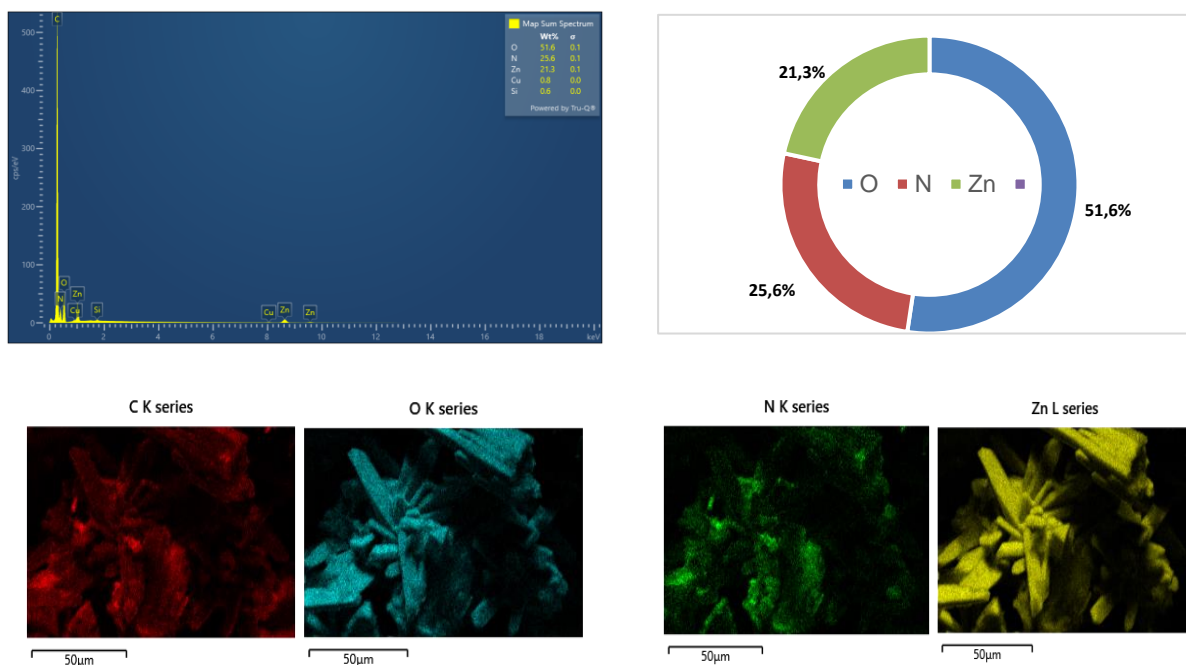 C
Map Sum Spectrum
Wt% σ
O 51.6 0.1
N 25.6 0.1
Zn 21.3 0.1
Cu 0.8 0.0
Si 0.6 0.0
Powered by Tru-Q®
500
400
300
200
100
0
cps/eV
O
N
Zn
Cu
Si
Cu
Zn
Zn
0 2 4 6 8 10 12 14 16 18 keV
21,3%
O N Zn
51,6%
25,6%
C K series
O K series
N K series
Zn L series
50µm
50µm
50µm
50µm